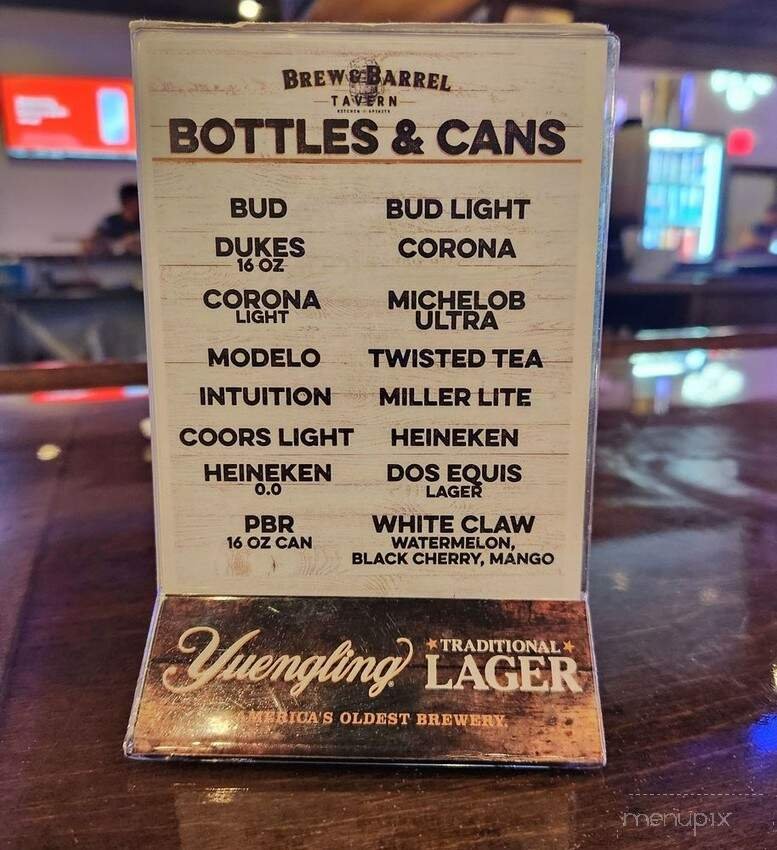 BREW & BARREL
TAVERN
KITCHEN & SPIRITS
BOTTLES & CANS
BUD
BUD LIGHT
DUKES
16 OZ
CORONA
CORONA
LIGHT
MICHELOB
ULTRA
MODELO
TWISTED TEA
INTUITION
MILLER LITE
COORS LIGHT
HEINEKEN
HEINEKEN
0.0
DOS EQUIS
LAGER
PBR
16 OZ CAN
WHITE CLAW
WATERMELON,
BLACK CHERRY, MANGO
Yuengling®
TRADITIONAL
LAGER
AMERICA'S OLDEST BREWERY.
menupix